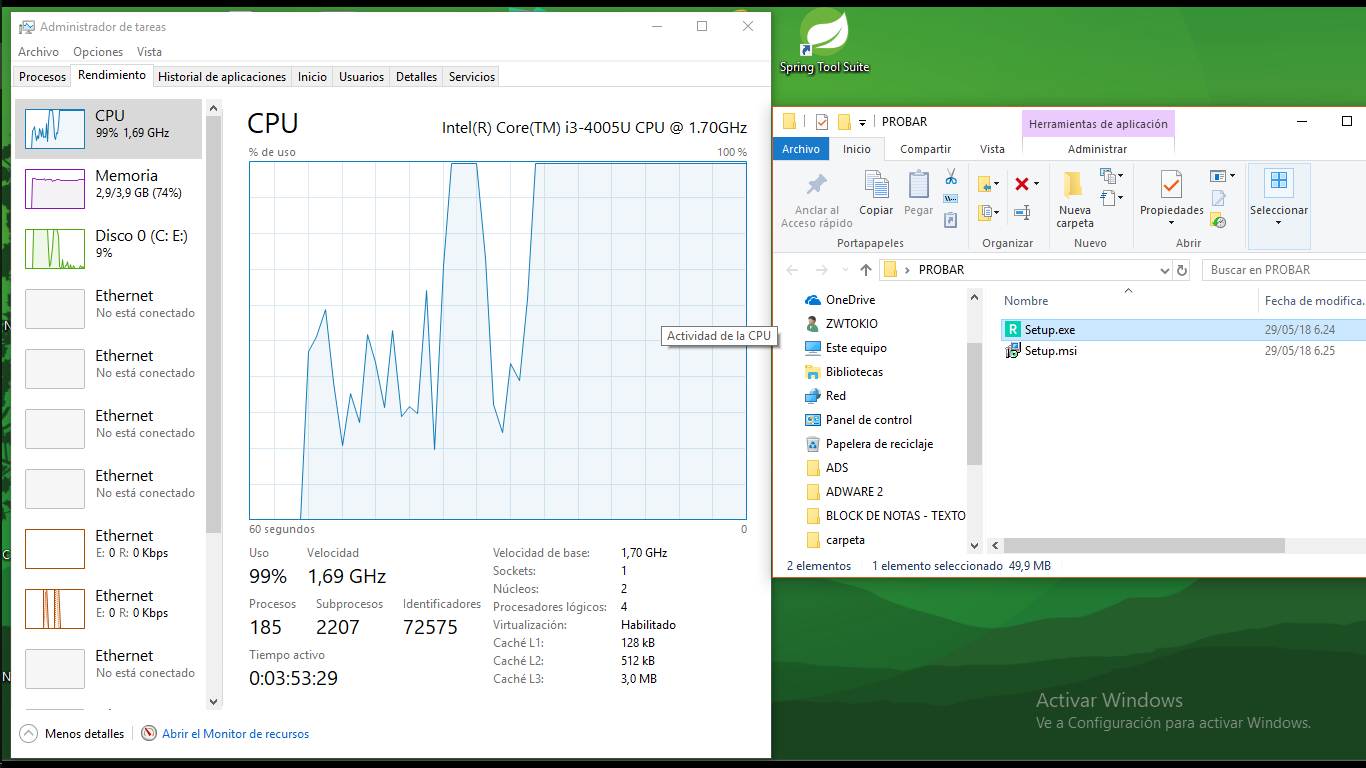 Administrador de tareas
Archivo Opciones Vista
Procesos Rendimiento Historial de aplicaciones Inicio Usuarios Detalles Servicios
CPU
99% 1,69 GHz
Memoria
2,9/3,9 GB (74%)
Disco 0 (C: E:)
9%
Ethernet
No está conectado
Ethernet
No está conectado
Ethernet
No está conectado
Ethernet
No está conectado
Ethernet
E: 0 R: 0 Kbps
Ethernet
E: 0 R: 0 Kbps
Ethernet
No está conectado
CPU
Intel(R) Core(TM) i3-4005U CPU @ 1.70GHz
% de uso 100 %
Actividad de la CPU
60 segundos 0
Uso Velocidad
99% 1,69 GHz
Procesos Subprocesos Identificadores
185 2207 72575
Tiempo activo
0:03:53:29
Velocidad de base: 1,70 GHz
Sockets: 1
Núcleos: 2
Procesadores lógicos: 4
Virtualización: Habilitado
Caché L1: 128 kB
Caché L2: 512 kB
Caché L3: 3,0 MB
Menos detalles Abrir el Monitor de recursos
Spring Tool Suite
PROBAR
Herramientas de aplicación
Archivo Inicio Compartir Vista Administrar
Anclar al
Acceso rápido
Copiar
Pegar
Portapapeles
Organizar
Nueva
carpeta
Nuevo
Propiedades
Abrir
Seleccionar
PROBAR
Buscar en PROBAR
OneDrive
ZWTOKIO
Este equipo
Bibliotecas
Red
Panel de control
Papelera de reciclaje
ADS
ADWARE 2
BLOCK DE NOTAS - TEXTO
carpeta
Nombre Fecha de modifica
Setup.exe 29/05/18 6.24
Setup.msi 29/05/18 6.25
2 elementos 1 elemento seleccionado 49,9 MB
Activar Windows
Ve a Configuración para activar Windows.